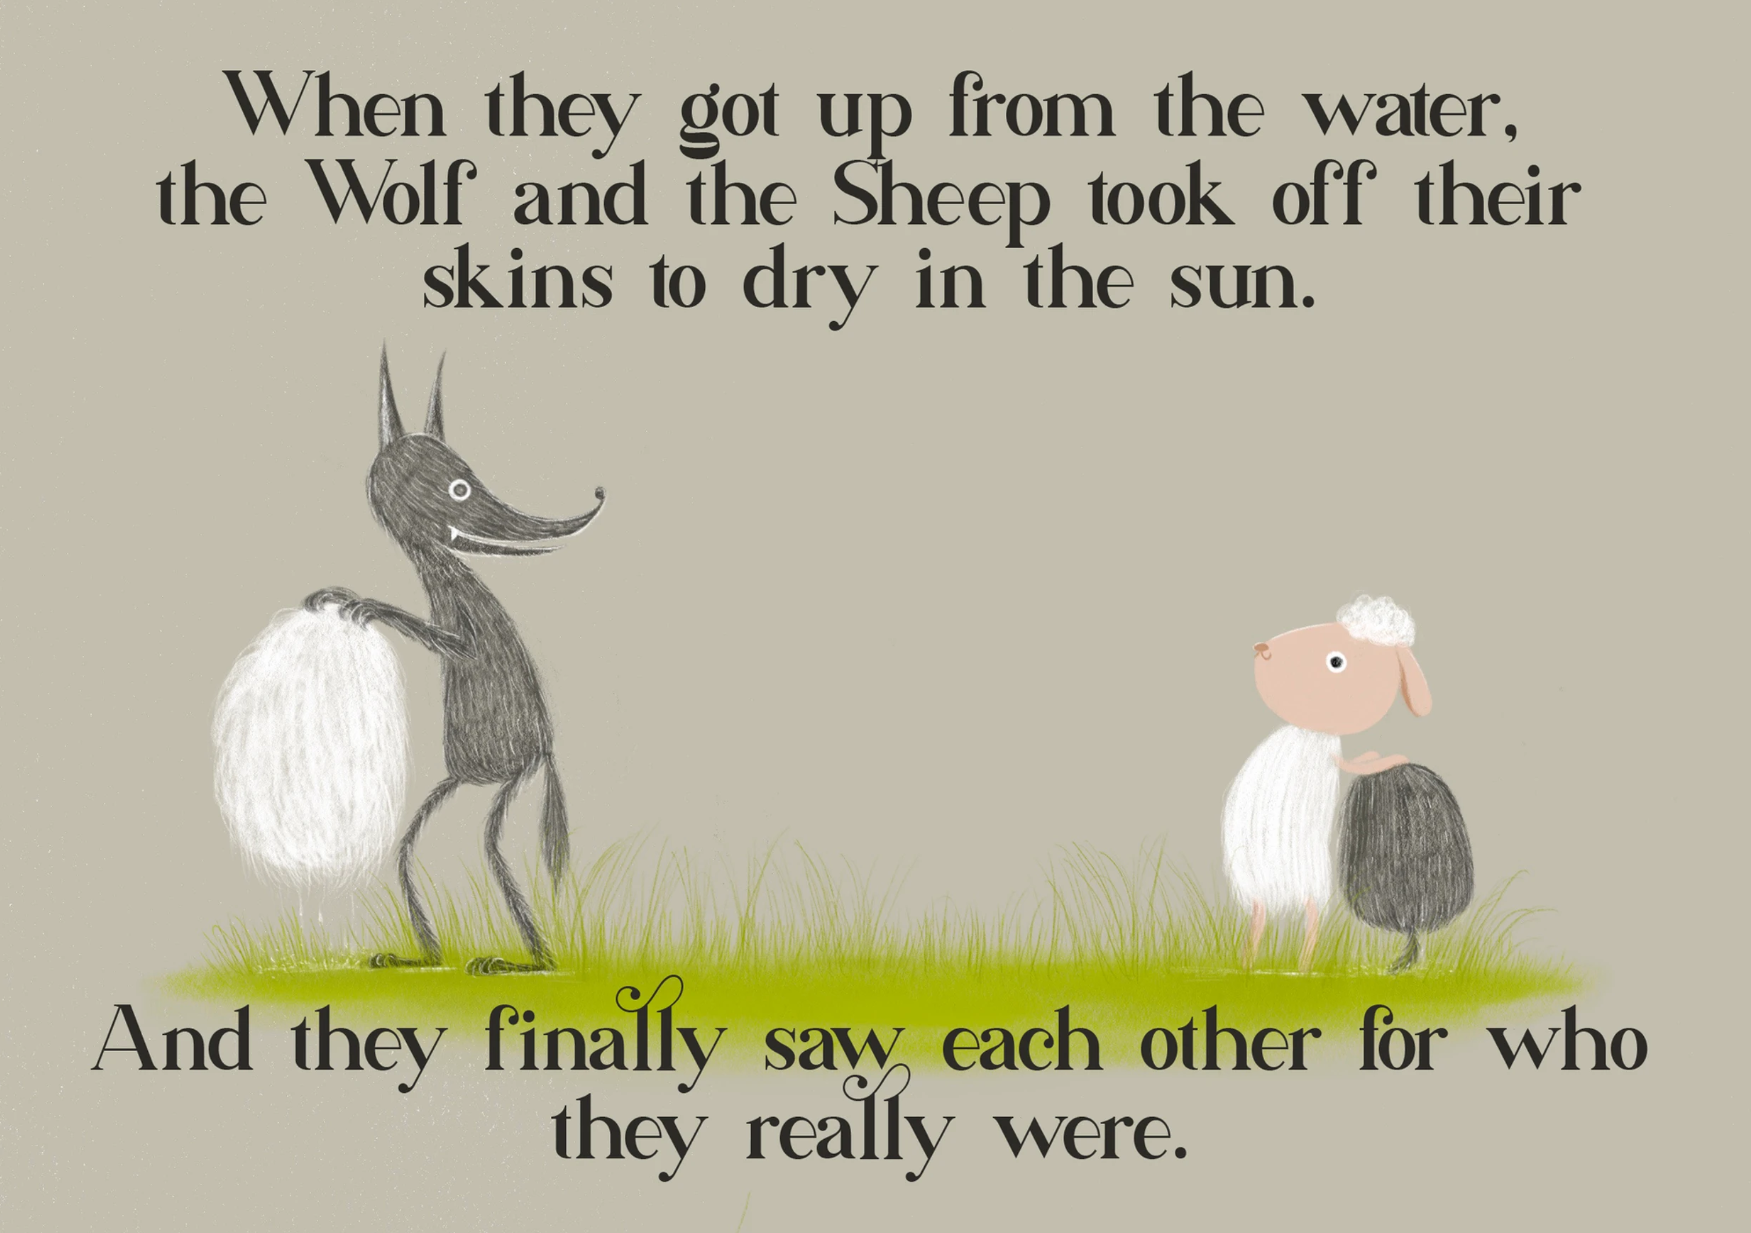 When they got up from the water,
the Wolf and the Sheep took off their
skins to dry in the sun.
And they finally saw each other for who
they really were.